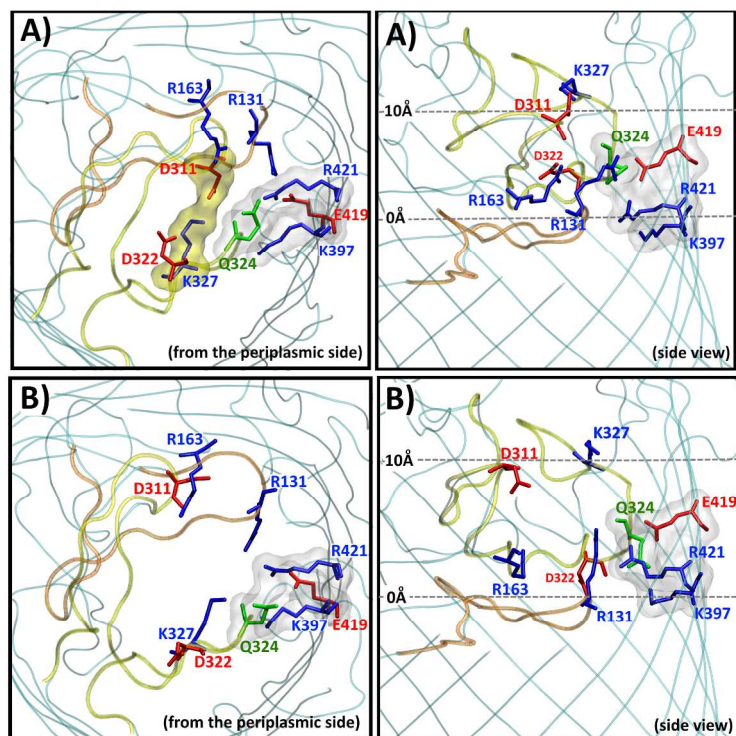 A)
R163
R131
D311
R421
E419
D322
K327
Q324
K397
(from the periplasmic side)
A)
K327
D311
10Å
Q324
E419
D322
R163
R421
0Å
R131
K397
(side view)
B)
R163
D311
R131
R421
K327
Q324
K397
E419
D322
(from the periplasmic side)
B)
K327
10Å
D311
Q324
E419
R421
R163
D322
0Å
R131
K397
(side view)